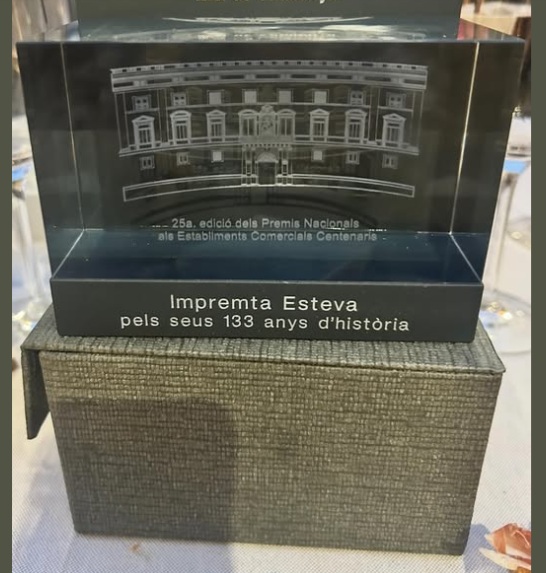 25a. edició dels Premis Nacionals
als Establiments Comercials Centenaris
Impremta Esteva
pels seus 133 anys d'història